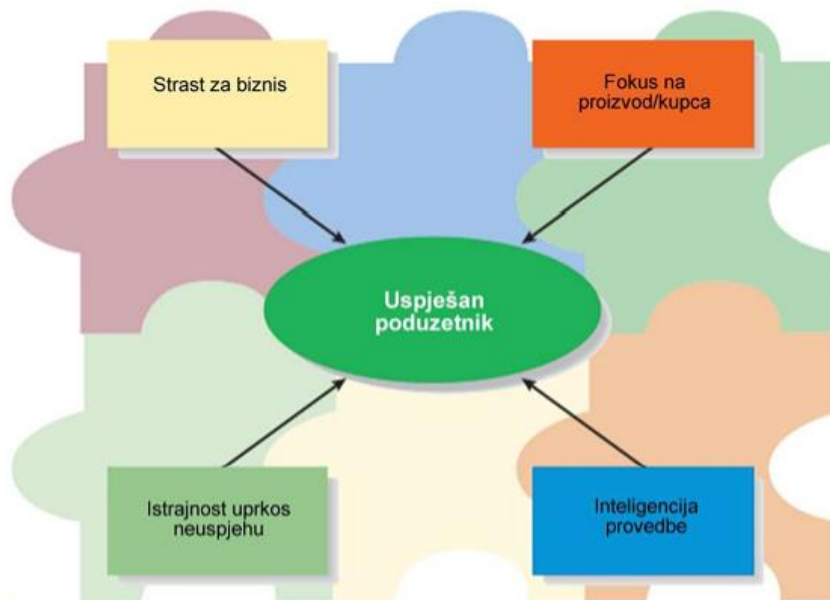 Strast za biznis
Fokus na
proizvod/kupca
Uspješan
poduzetnik
Istrajnost uprkos
neuspjehu
Inteligencija
provedbe